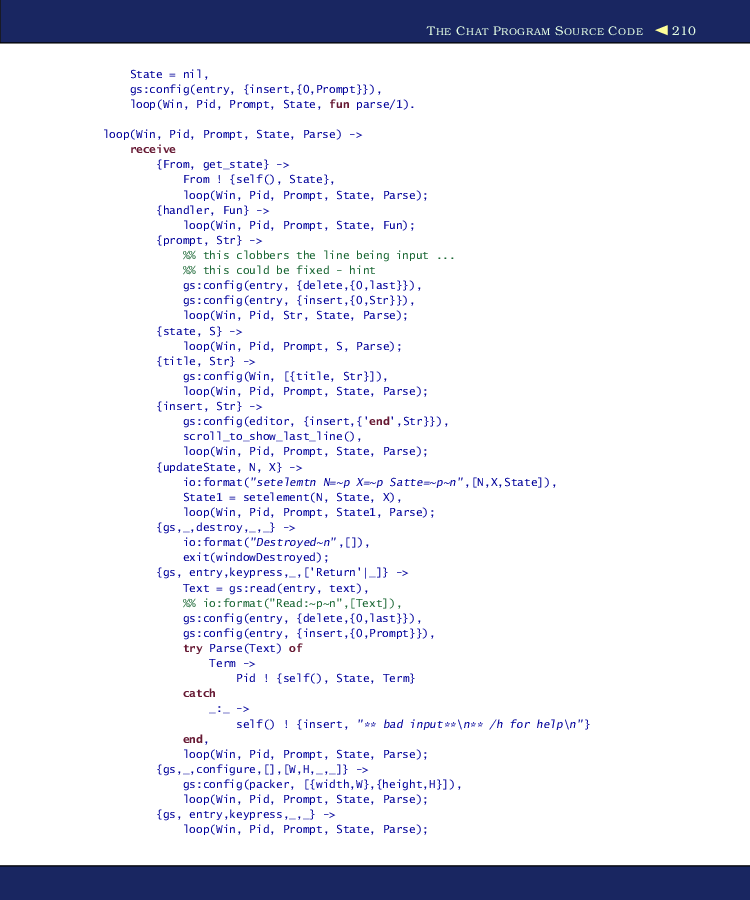 THE CHAT PROGRAM SOURCE CODE ◀ 210
State = nil,
gs:config(entry, {insert,{0,Prompt}}),
loop(Win, Pid, Prompt, State, fun parse/1).
loop(Win, Pid, Prompt, State, Parse) ->
receive
{From, get_state} ->
From ! {self(), State},
loop(Win, Pid, Prompt, State, Parse);
{handler, Fun} ->
loop(Win, Pid, Prompt, State, Fun);
{prompt, Str} ->
%% this clobbers the line being input ...
%% this could be fixed - hint
gs:config(entry, {delete,{0,last}}),
gs:config(entry, {insert,{0,Str}}),
loop(Win, Pid, Str, State, Parse);
{state, S} ->
loop(Win, Pid, Prompt, S, Parse);
{title, Str} ->
gs:config(Win, [{title, Str}]),
loop(Win, Pid, Prompt, State, Parse);
{insert, Str} ->
gs:config(editor, {insert,{'end',Str}}),
scroll_to_show_last_line(),
loop(Win, Pid, Prompt, State, Parse);
{updateState, N, X} ->
io:format("setelemtn N=~p X=~p Satte=~p~n",[N,X,State]),
State1 = setelement(N, State, X),
loop(Win, Pid, Prompt, State1, Parse);
{gs,_,destroy,_,_} ->
io:format("Destroyed~n",[]),
exit(windowDestroyed);
{gs, entry,keypress,_,['Return'|_]} ->
Text = gs:read(entry, text),
%% io:format("Read:~p~n",[Text]),
gs:config(entry, {delete,{0,last}}),
gs:config(entry, {insert,{0,Prompt}}),
try Parse(Text) of
Term ->
Pid ! {self(), State, Term}
catch
_:_ ->
self() ! {insert, "** bad input**\n** /h for help\n"}
end,
loop(Win, Pid, Prompt, State, Parse);
{gs,_,configure,[],[W,H,_,_]} ->
gs:config(packer, [{width,W},{height,H}]),
loop(Win, Pid, Prompt, State, Parse);
{gs, entry,keypress,_,_} ->
loop(Win, Pid, Prompt, State, Parse);